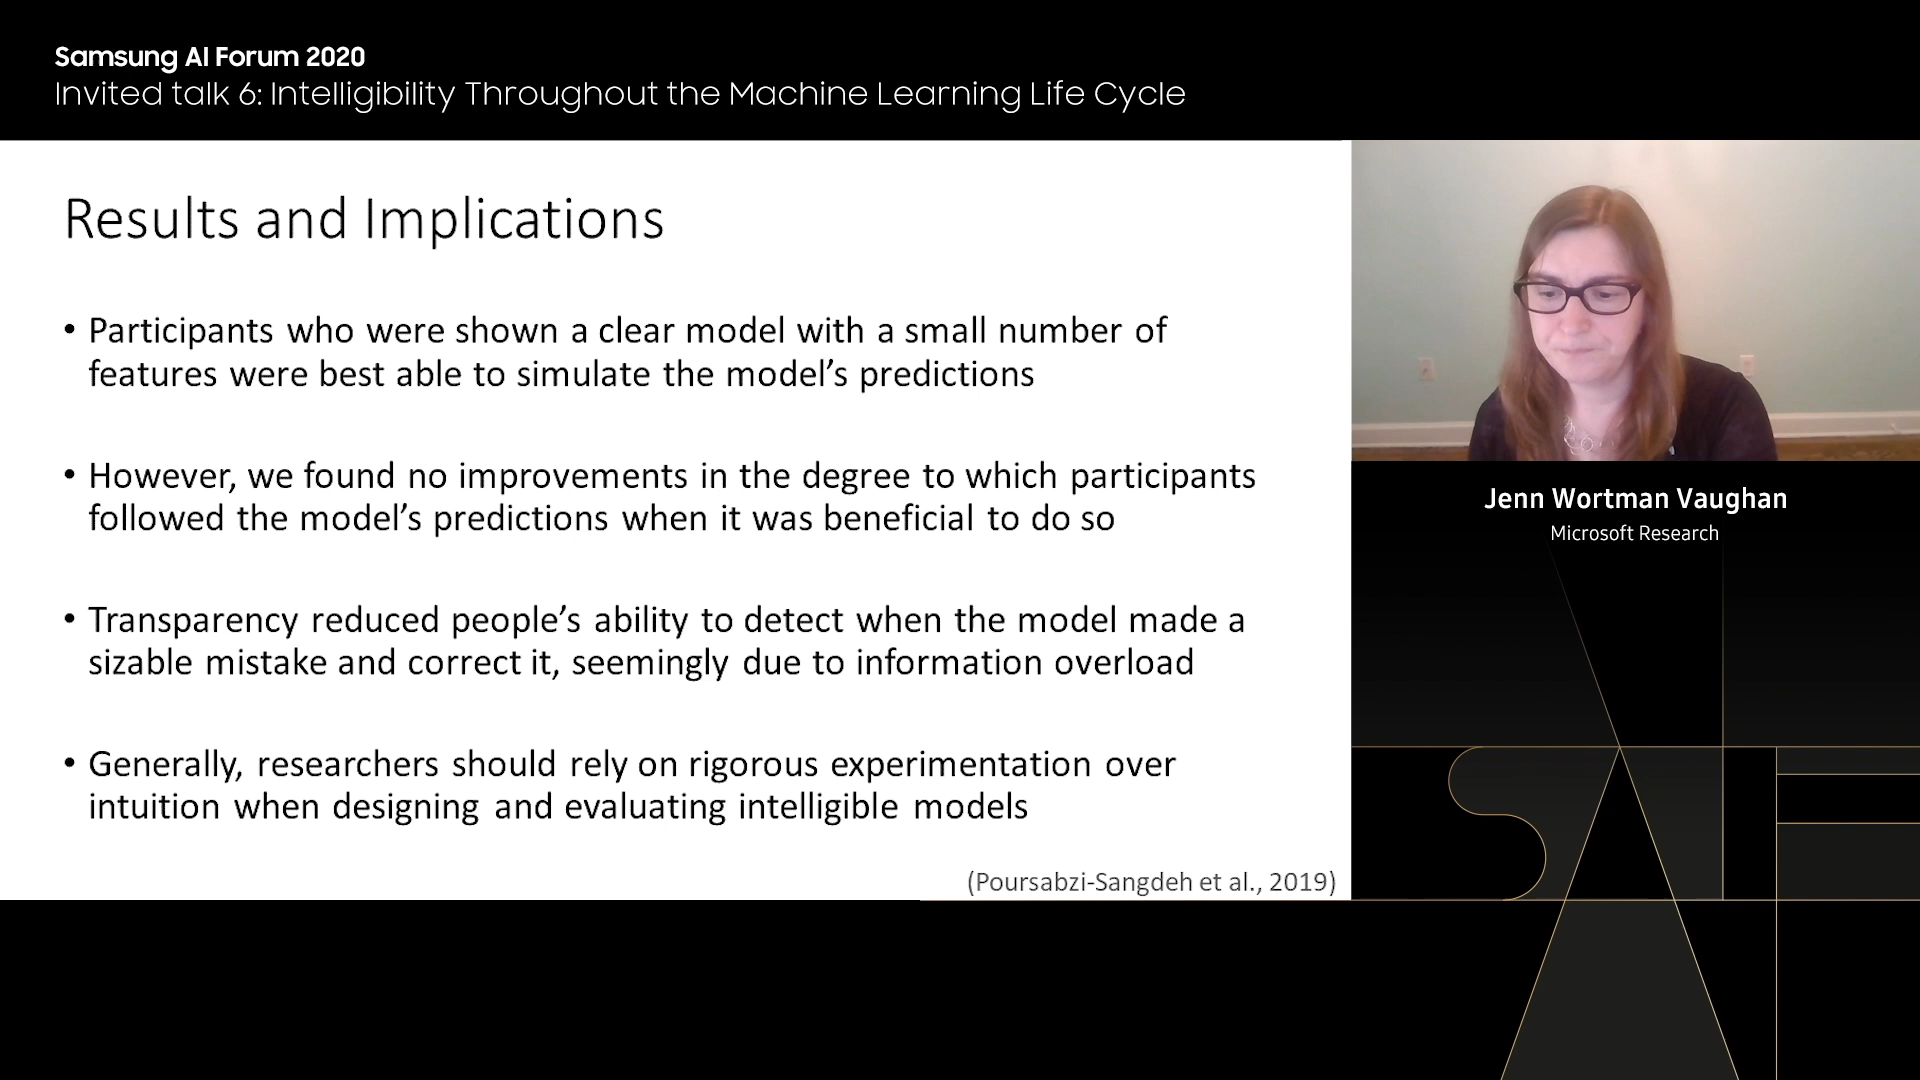 Samsung AI Forum 2020
Invited talk 6: Intelligibility Throughout the Machine Learning Life Cycle
Results and Implications
• Participants who were shown a clear model with a small number of
features were best able to simulate the model’s predictions
• However, we found no improvements in the degree to which participants
followed the model’s predictions when it was beneficial to do so
• Transparency reduced people’s ability to detect when the model made a
sizable mistake and correct it, seemingly due to information overload
• Generally, researchers should rely on rigorous experimentation over
intuition when designing and evaluating intelligible models
(Poursabzi-Sangdeh et al., 2019)
Jenn Wortman Vaughan
Microsoft Research